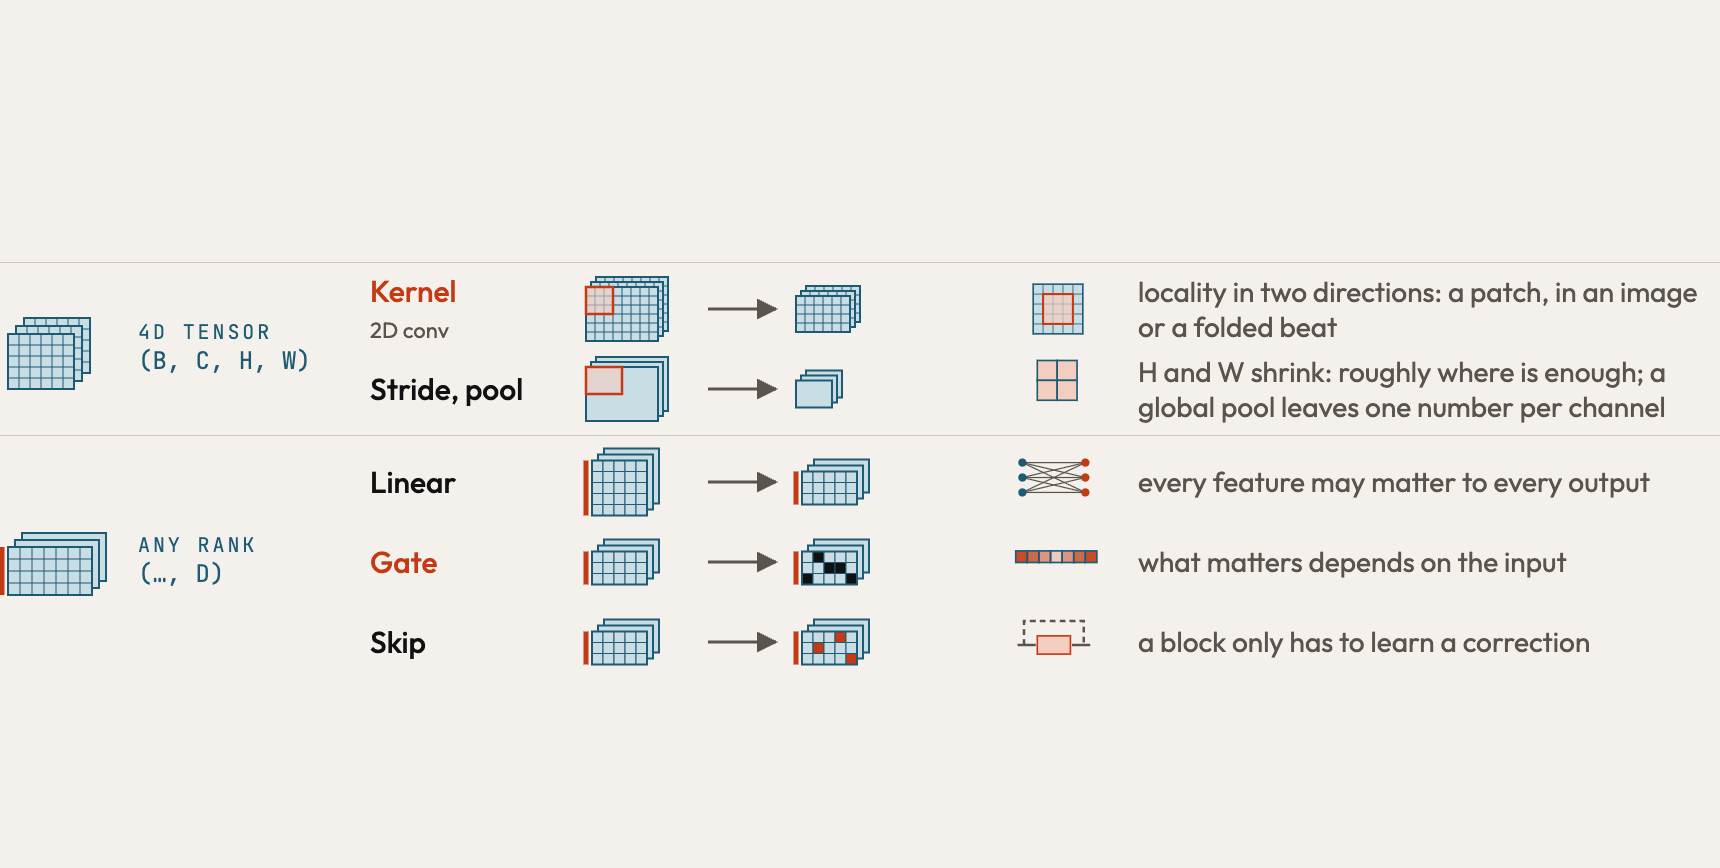 Kernel
2D conv
locality in two directions: a patch, in an image
or a folded beat
4D TENSOR
(B, C, H, W)
Stride, pool
H and W shrink: roughly where is enough; a
global pool leaves one number per channel
Linear
every feature may matter to every output
ANY RANK
(…, D)
Gate
what matters depends on the input
Skip
a block only has to learn a correction